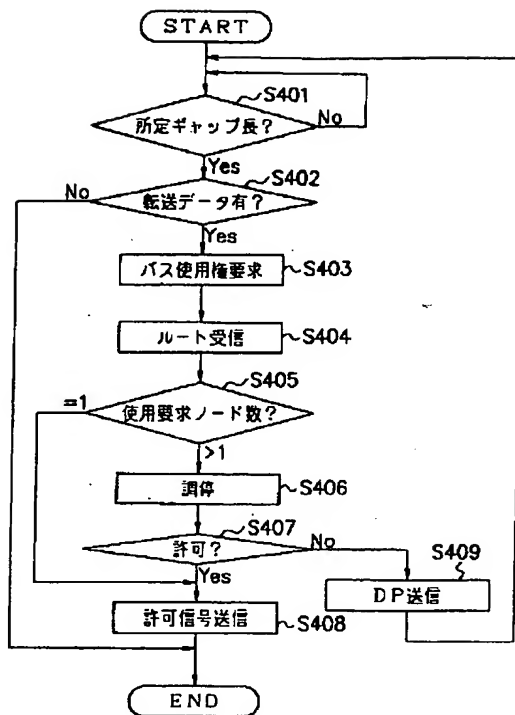 START
S401
所定ギャップ長?
No
Yes
S402
No
転送データ有?
Yes
バス使用権要求
S403
ルート受信
S404
S405
=1
使用要求ノード数?
>1
調停
S406
S407
許可?
No
Yes
S409
DP送信
許可信号送信
S408
END